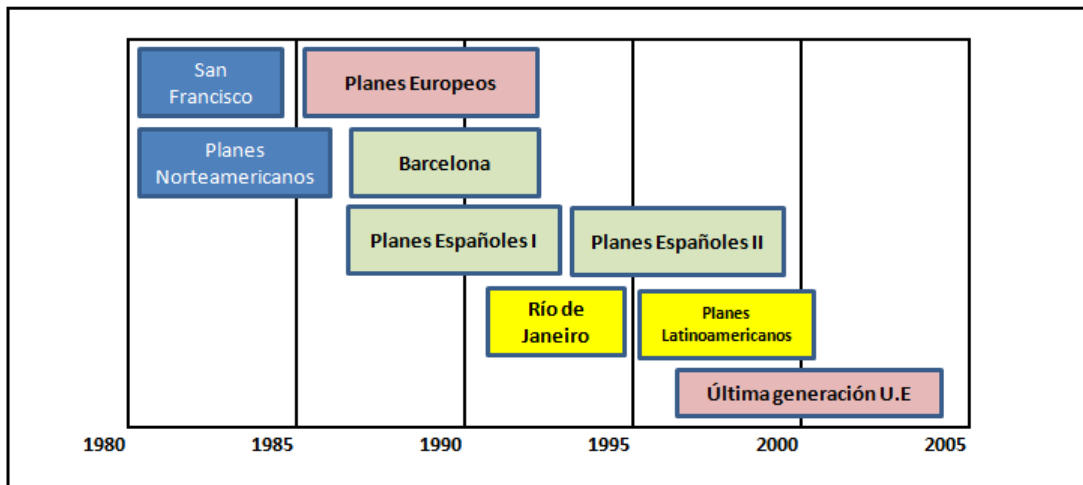 San
Francisco
Planes Europeos
Planes
Norteamericanos
Barcelona
Planes Españoles I
Planes Españoles II
Río de
Janeiro
Planes
Latinoamericanos
Última generación U.E
1980
1985
1990
1995
2000
2005